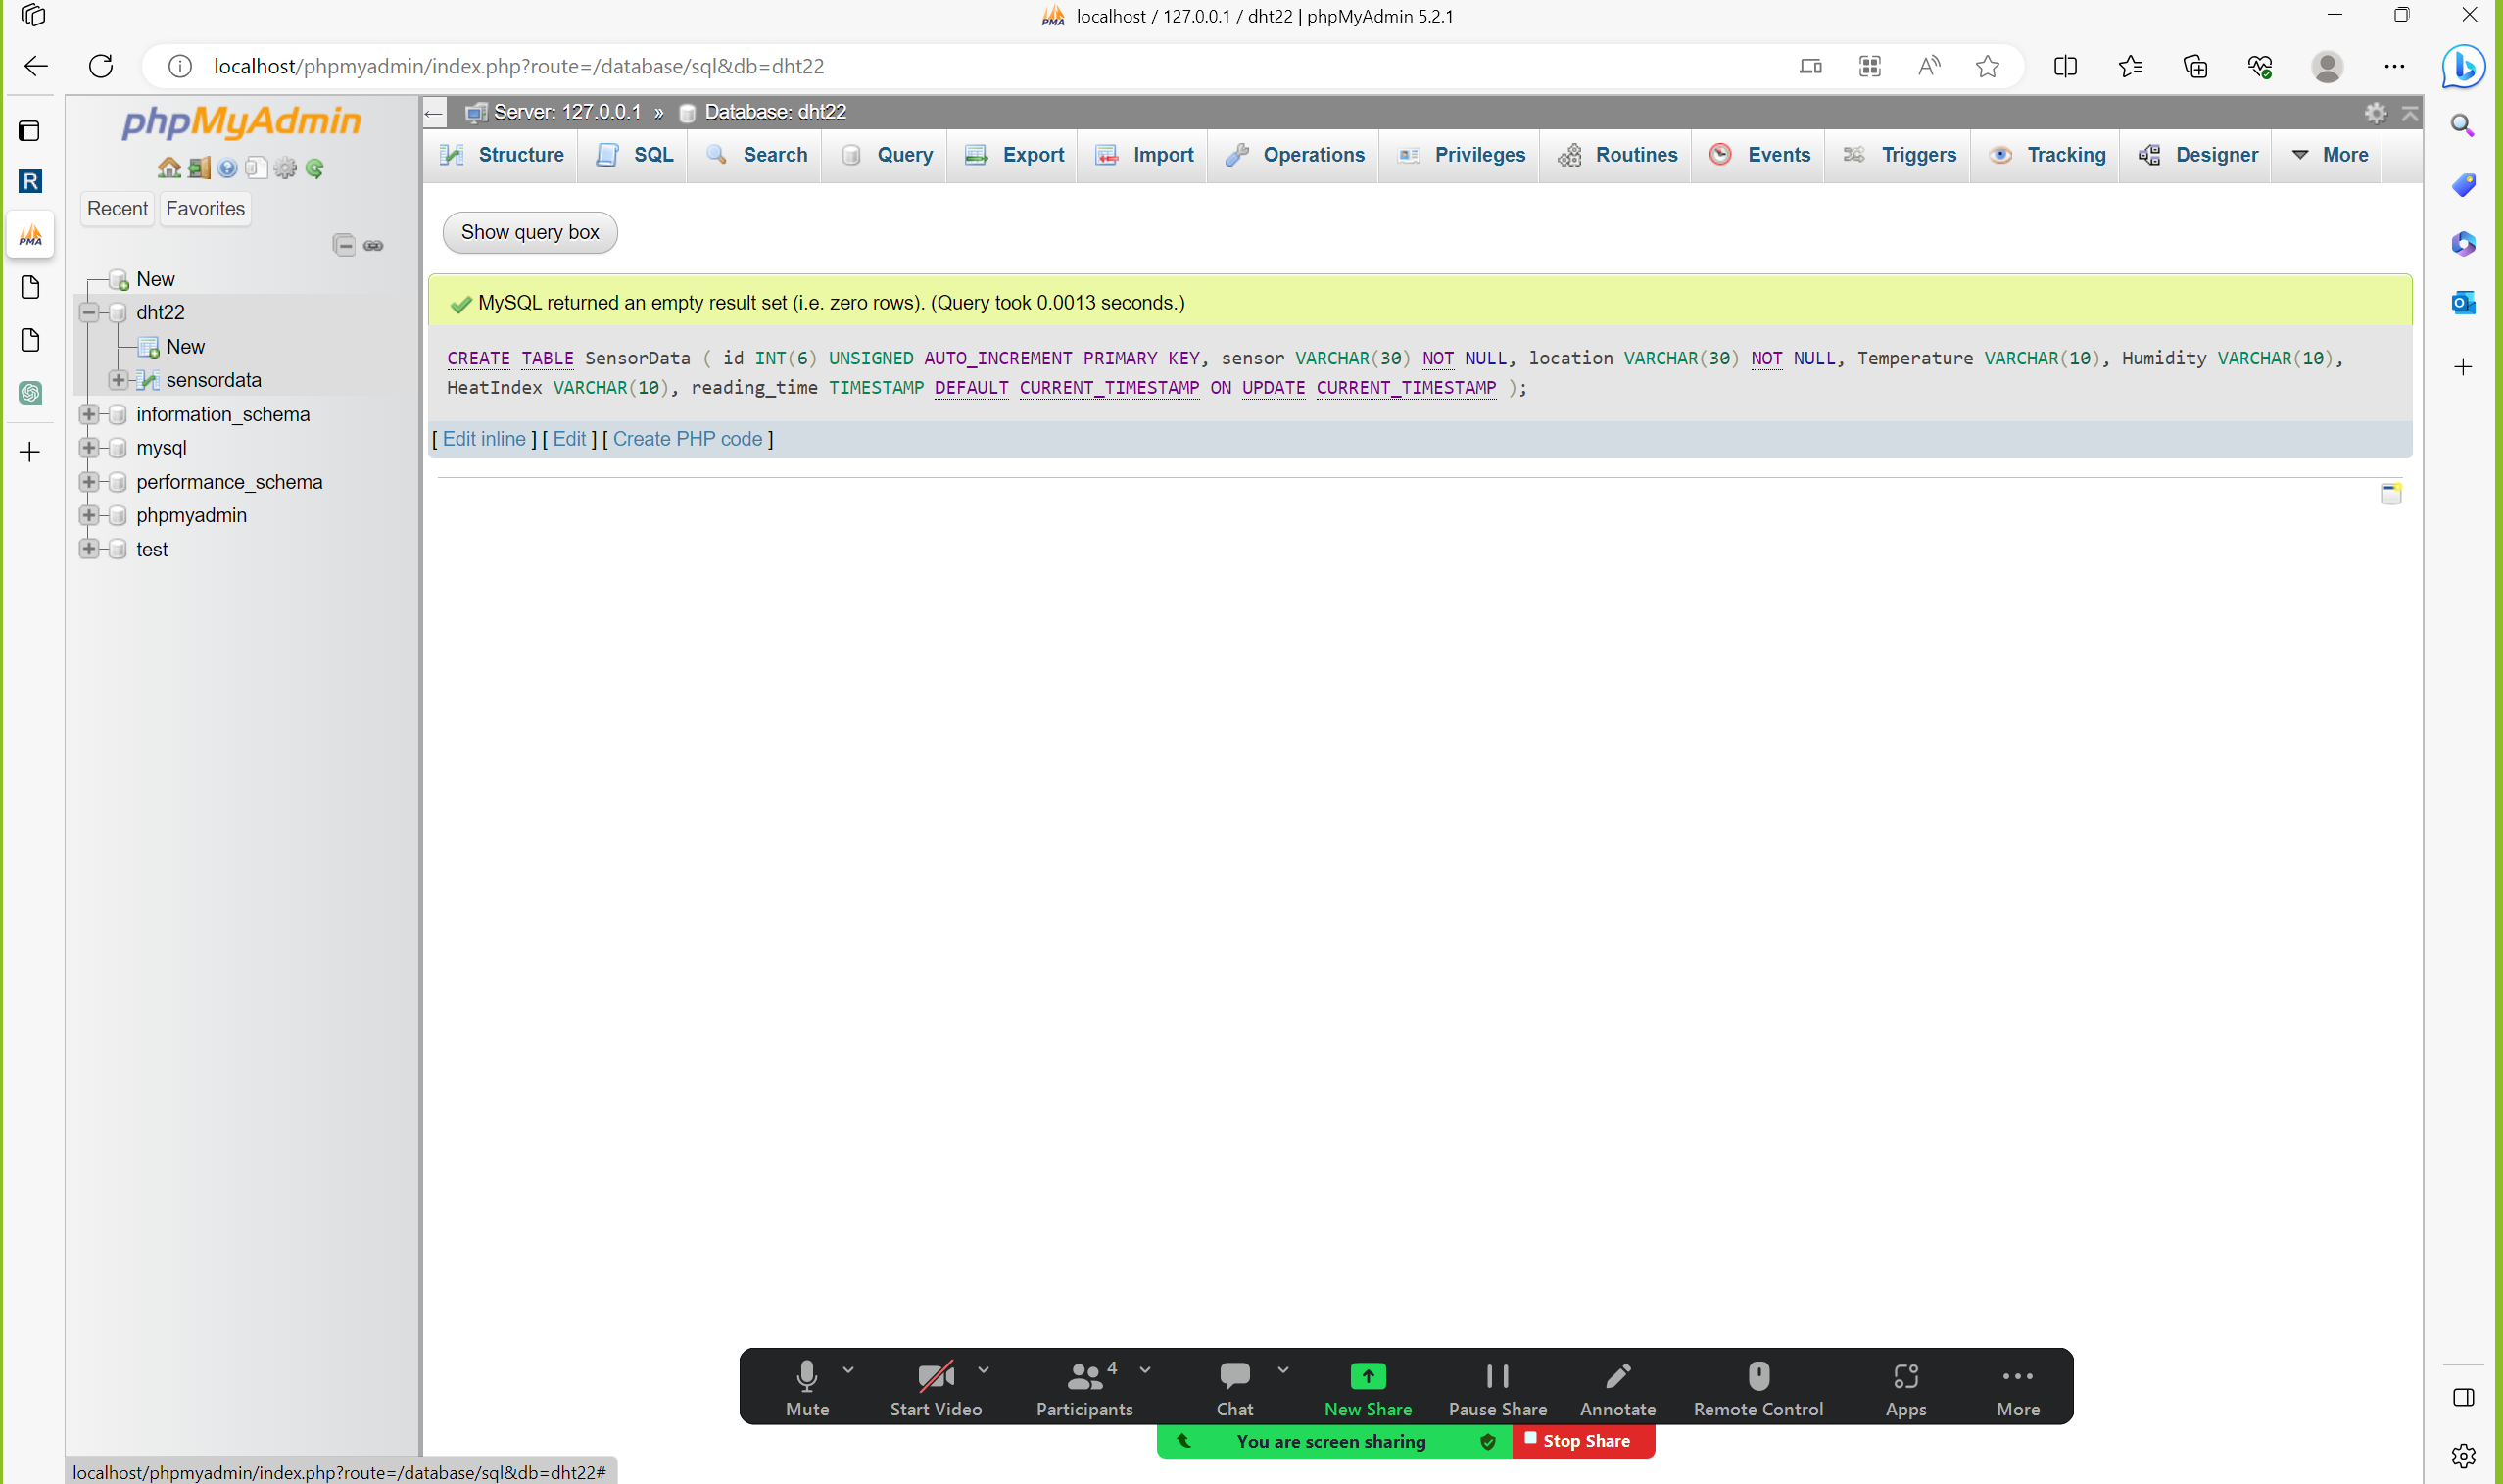 localhost / 127.0.0.1 / dht22 | phpMyAdmin 5.2.1
localhost/phpmyadmin/index.php?route=/database/sql&db=dht22
phpMyAdmin
Recent Favorites
New
dht22
New
sensordata
information_schema
mysql
performance_schema
phpmyadmin
test
R
PMA
Server: 127.0.0.1 » Database: dht22
Structure SQL Search Query Export Import Operations Privileges Routines Events Triggers Tracking Designer More
Show query box
MySQL returned an empty result set (i.e. zero rows). (Query took 0.0013 seconds.)
CREATE TABLE SensorData ( id INT(6) UNSIGNED AUTO_INCREMENT PRIMARY KEY, sensor VARCHAR(30) NOT NULL, location VARCHAR(30) NOT NULL, Temperature VARCHAR(10), Humidity VARCHAR(10),
HeatIndex VARCHAR(10), reading_time TIMESTAMP DEFAULT CURRENT_TIMESTAMP ON UPDATE CURRENT_TIMESTAMP );
[ Edit inline ] [ Edit ] [ Create PHP code ]
4
Mute Start Video Participants Chat New Share Pause Share Annotate Remote Control Apps More
You are screen sharing Stop Share
localhost/phpmyadmin/index.php?route=/database/sql&db=dht22#